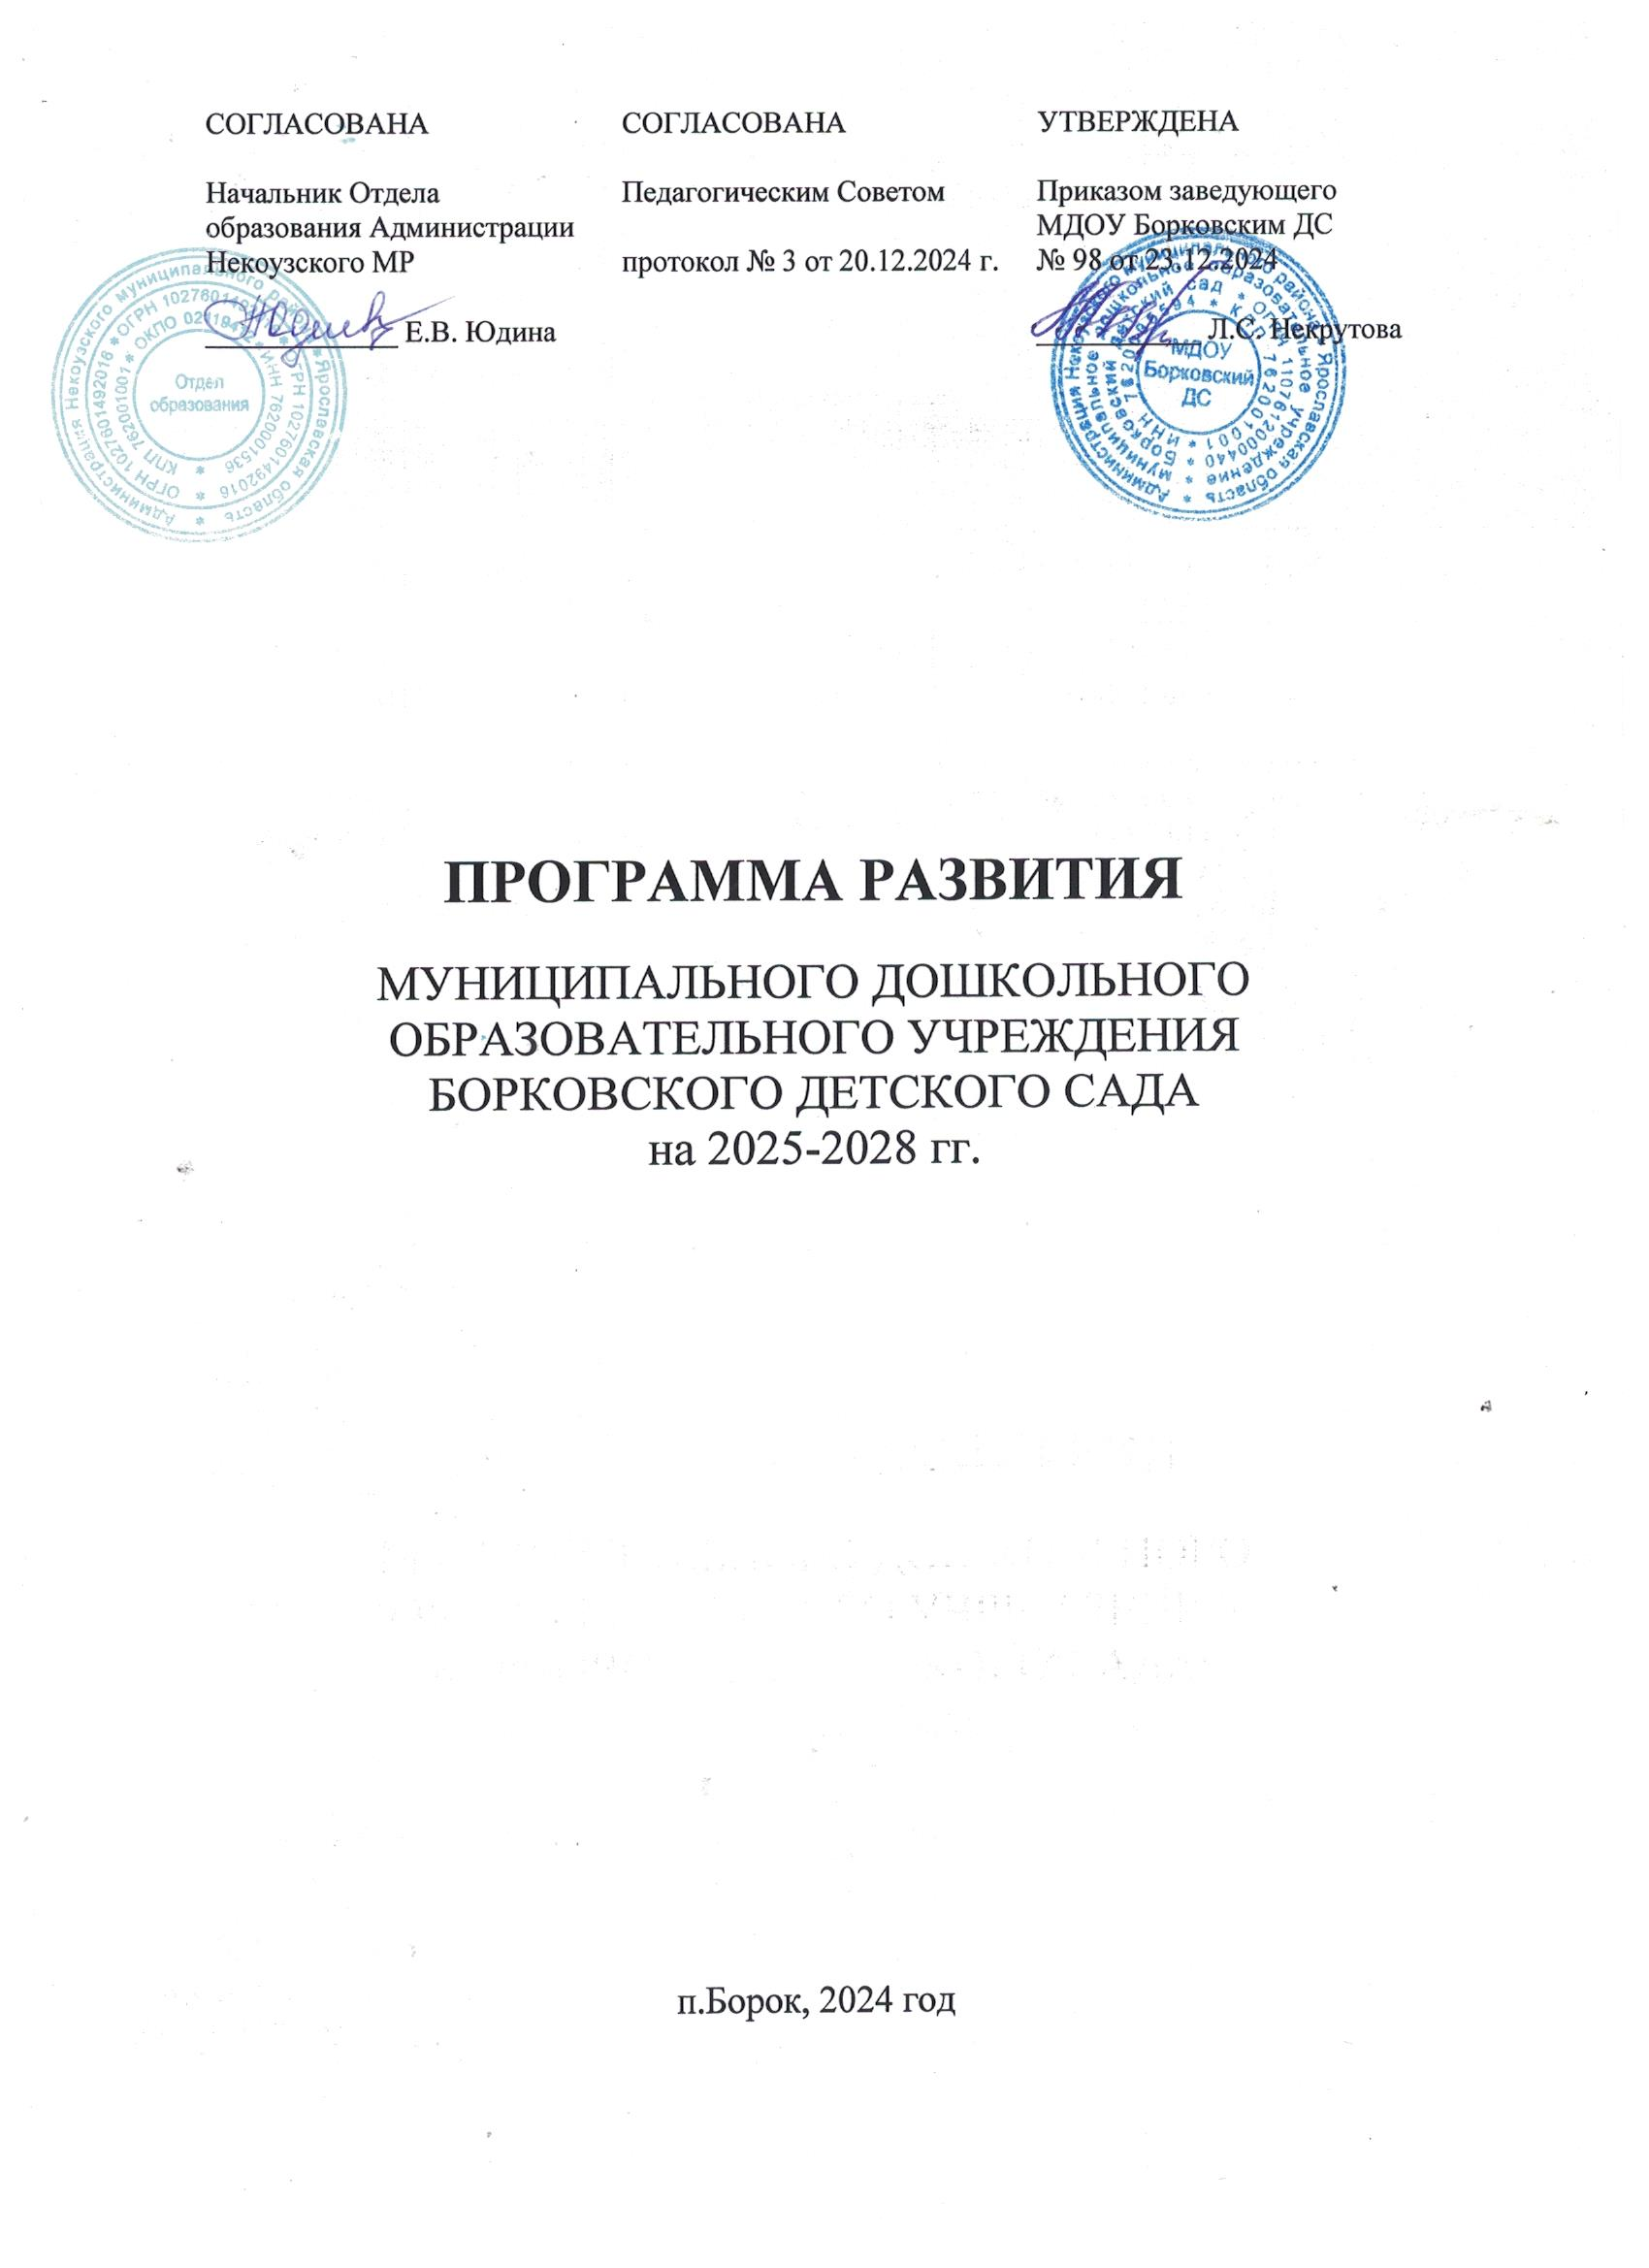 СОГЛАСОВАНА
Начальник Отдела
образования Администрации
Некоузского МР
Е.В. Юдина
СОГЛАСОВАНА
Педагогическим Советом
протокол № 3 от 20.12.2024 г.
УТВЕРЖДЕНА
Приказом заведующего
МДОУ Борковским ДС
№ 98 от 23.12.2024
Л.С. Некрутова
Отдел
образования
МДОУ
Борковский
ДС
ПРОГРАММА РАЗВИТИЯ
МУНИЦИПАЛЬНОГО ДОШКОЛЬНОГО
ОБРАЗОВАТЕЛЬНОГО УЧРЕЖДЕНИЯ
БОРКОВСКОГО ДЕТСКОГО САДА
на 2025-2028 гг.
п.Борок, 2024 год